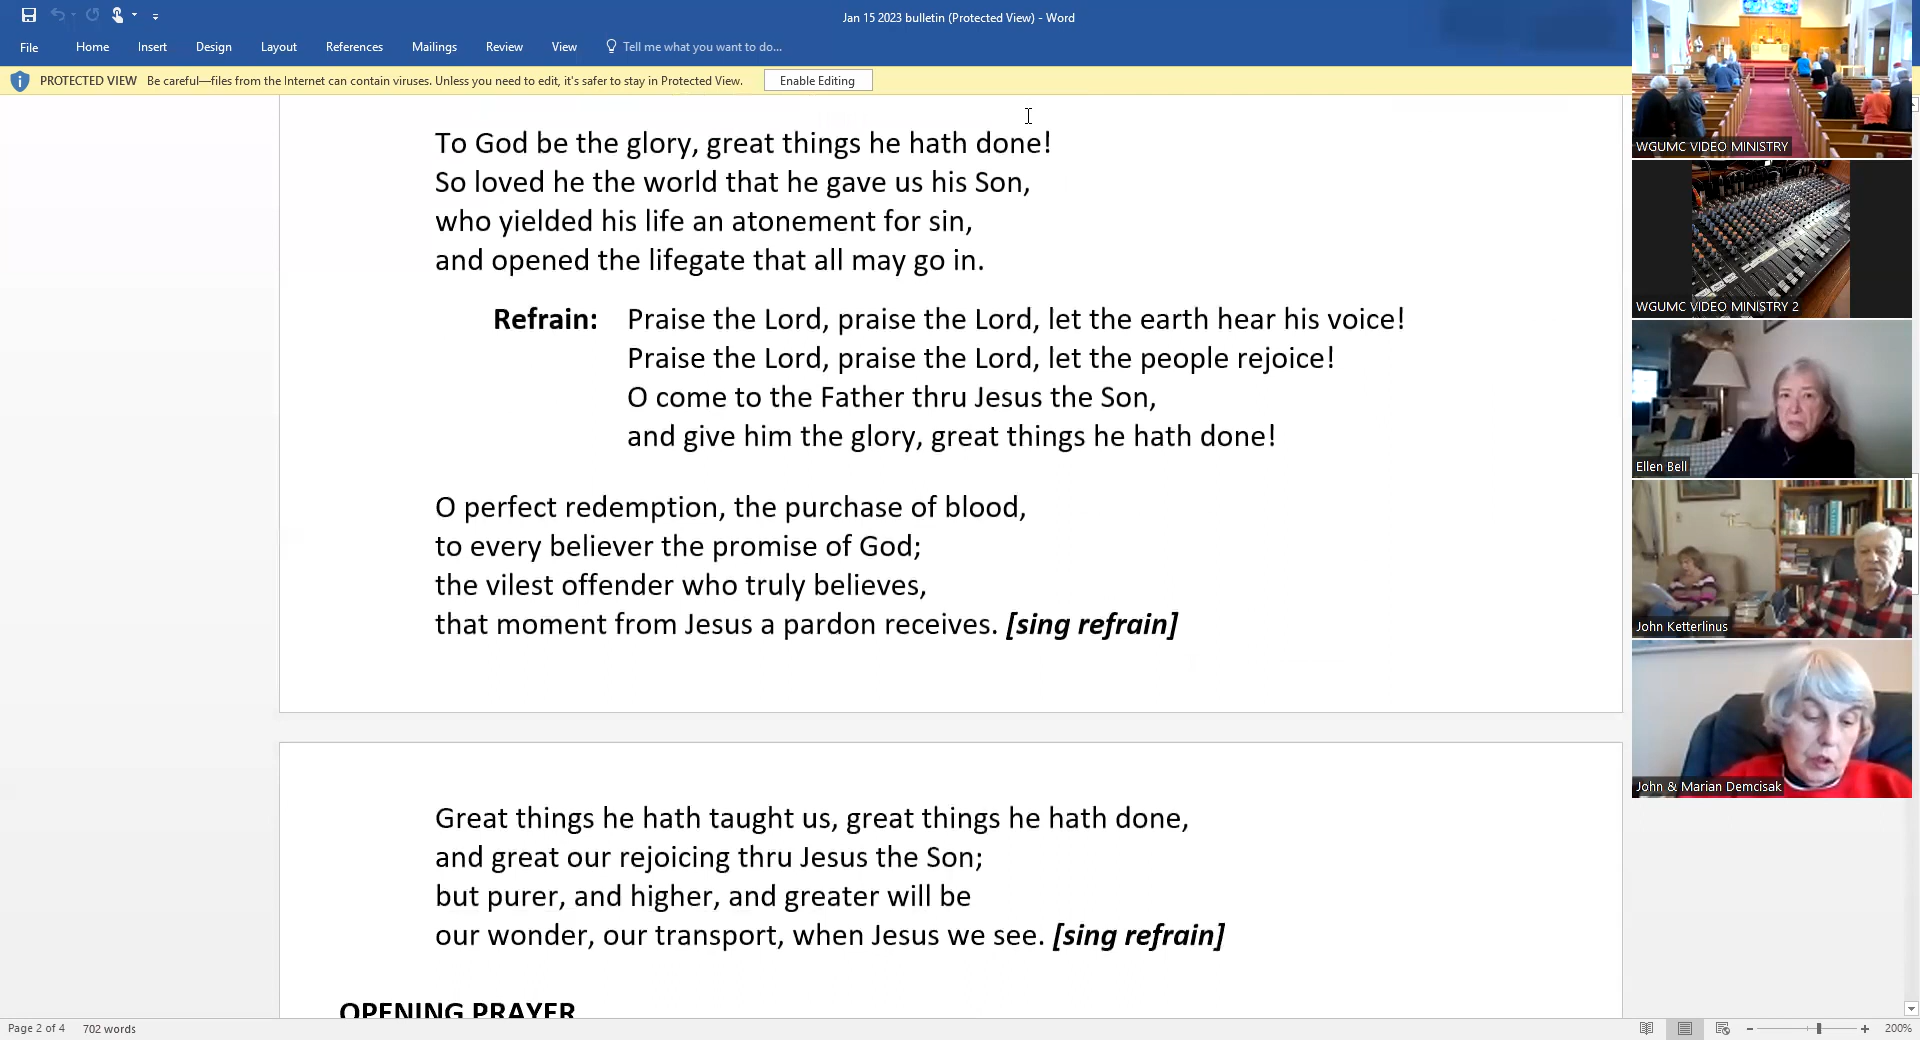 Jan 15 2023 bulletin (Protected View) - Word
File Home Insert Design Layout References Mailings Review View Tell me what you want to do...
PROTECTED VIEW Be careful—files from the Internet can contain viruses. Unless you need to edit, it's safer to stay in Protected View. Enable Editing
To God be the glory, great things he hath done!
So loved he the world that he gave us his Son,
who yielded his life an atonement for sin,
and opened the lifegate that all may go in.
Refrain: Praise the Lord, praise the Lord, let the earth hear his voice!
Praise the Lord, praise the Lord, let the people rejoice!
O come to the Father thru Jesus the Son,
and give him the glory, great things he hath done!
O perfect redemption, the purchase of blood,
to every believer the promise of God;
the vilest offender who truly believes,
that moment from Jesus a pardon receives. [sing refrain]
Great things he hath taught us, great things he hath done,
and great our rejoicing thru Jesus the Son;
but purer, and higher, and greater will be
our wonder, our transport, when Jesus we see. [sing refrain]
OPENING PRAYER
Page 2 of 4 702 words
200%
WGUMC VIDEO MINISTRY
WGUMC VIDEO MINISTRY 2
Ellen Bell
John Ketterlinus
John & Marian Demcisak